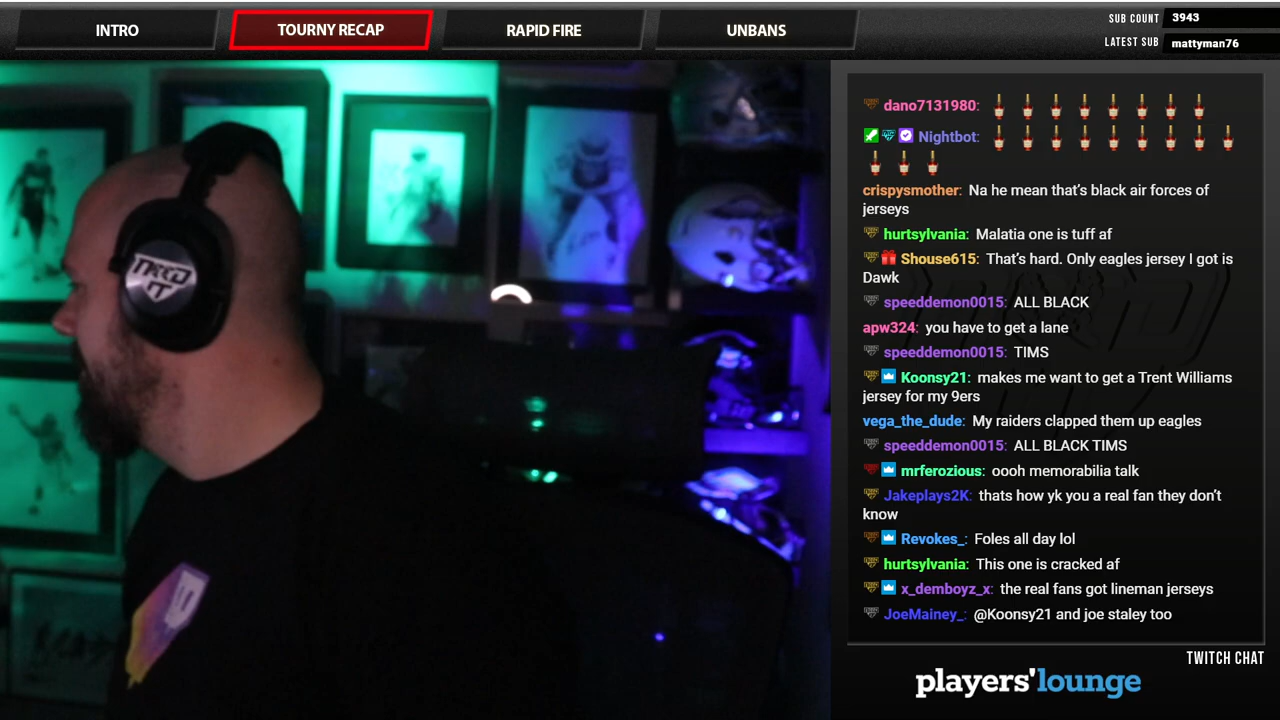 INTRO
TOURNY RECAP
RAPID FIRE
UNBANS
SUB COUNT 3943
LATEST SUB mattyman76
dano7131980:
Nightbot:
crispysmother: Na he mean that's black air forces of
jerseys
hurtsylvania: Malatia one is tuff af
Shouse615: That's hard. Only eagles jersey I got is
Dawk
speeddemon0015: ALL BLACK
apw324: you have to get a lane
speeddemon0015: TIMS
Koonsy21: makes me want to get a Trent Williams
jersey for my 9ers
vega_the_dude: My raiders clapped them up eagles
speeddemon0015: ALL BLACK TIMS
mrferozious: oooh memorabilia talk
Jakeplays2K: thats how yk you a real fan they don't
know
Revokes_: Foles all day lol
hurtsylvania: This one is cracked af
x_demboyz_x: the real fans got lineman jerseys
JoeMainey_: @Koonsy21 and joe staley too
TWITCH CHAT
players'lounge